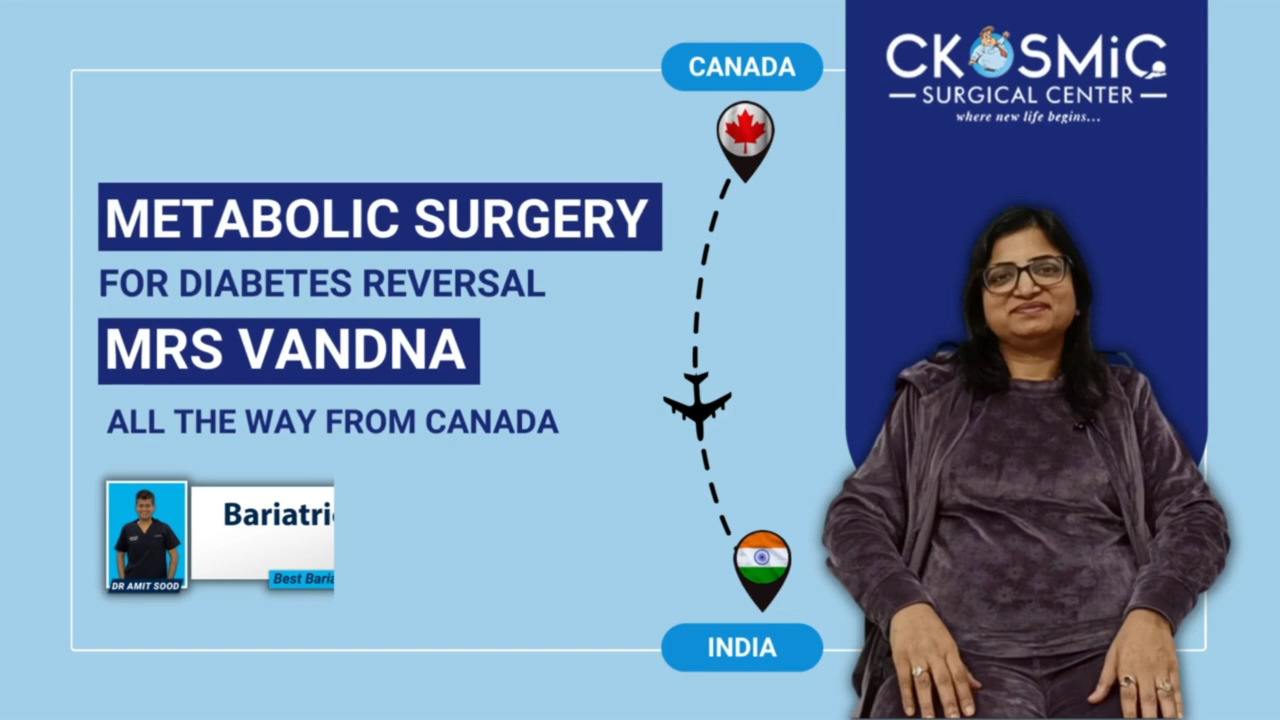 CANADA
CKOSMiC
SURGICAL CENTER
where new life begins...
METABOLIC SURGERY
FOR DIABETES REVERSAL
MRS VANDNA
ALL THE WAY FROM CANADA
DR AMIT SOOD
INDIA